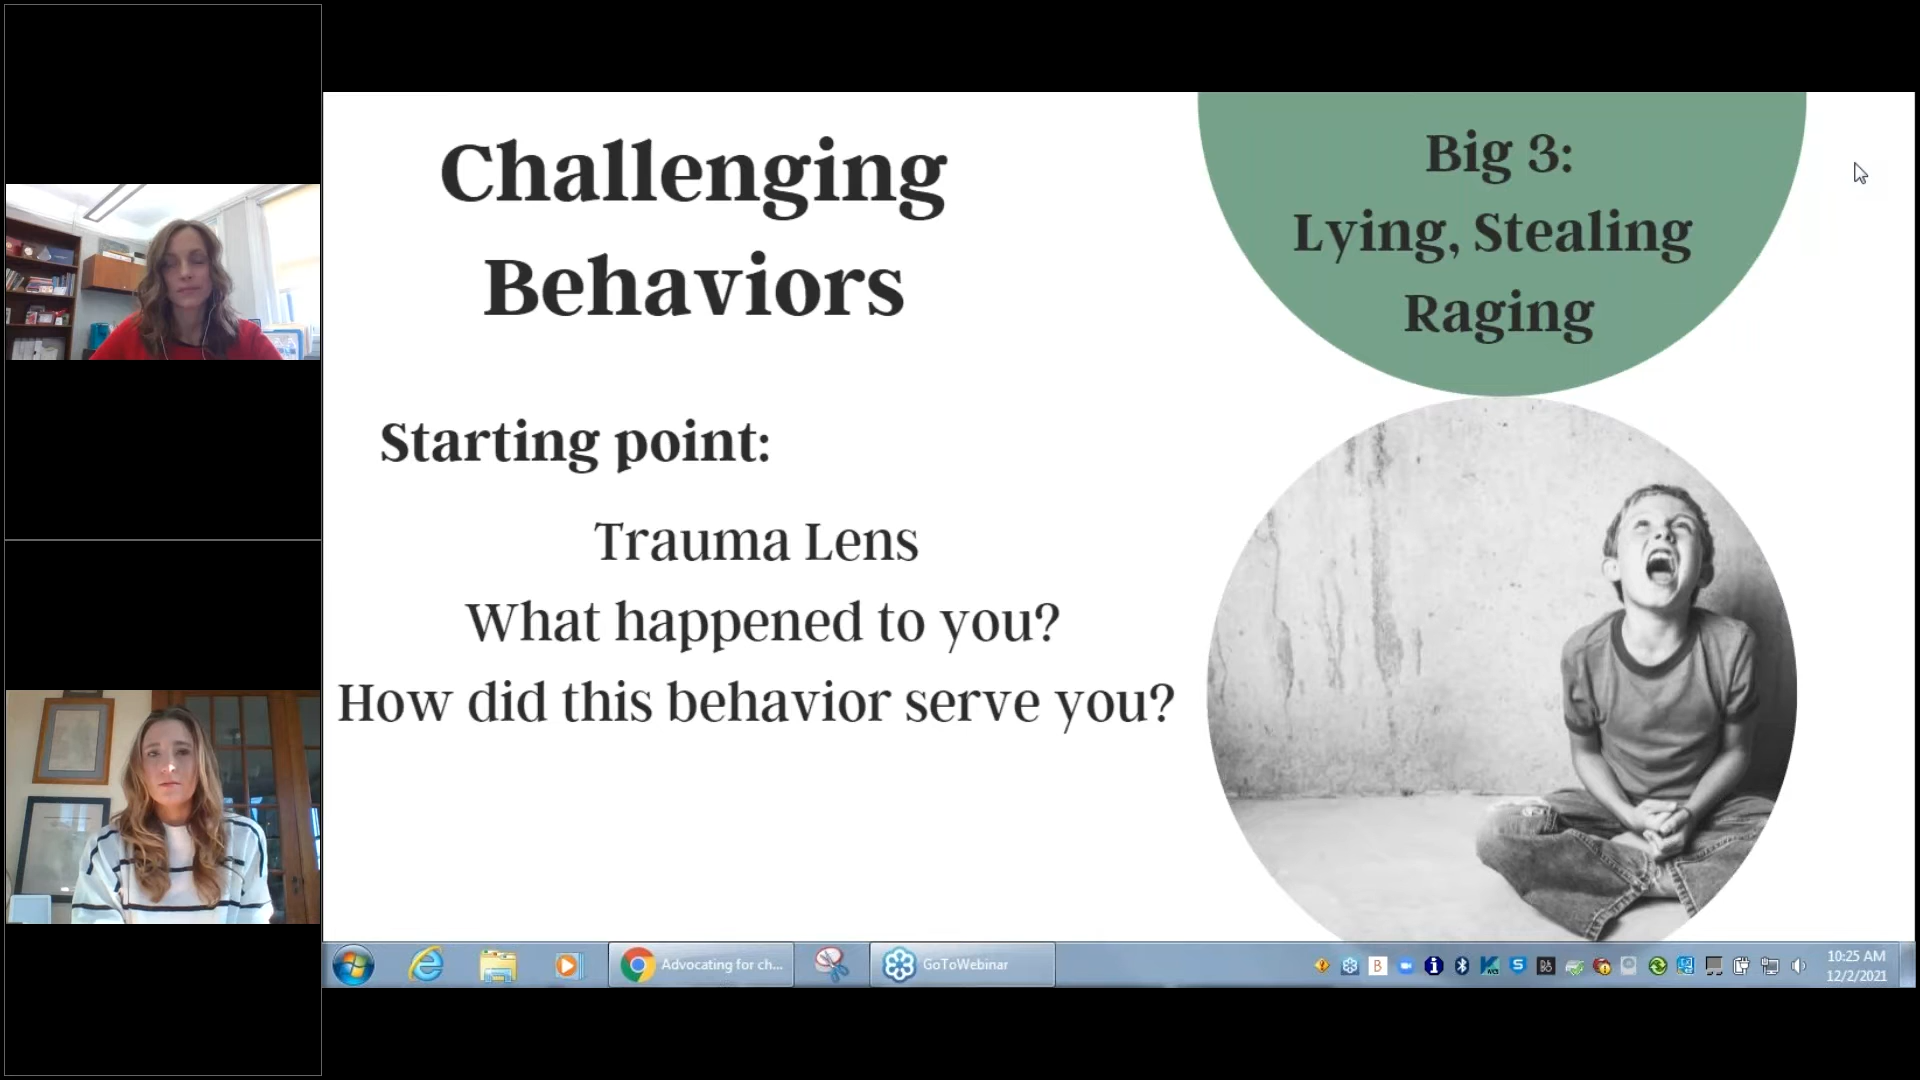 Challenging
Behaviors
Starting point:
Trauma Lens
What happened to you?
How did this behavior serve you?
Big 3:
Lying, Stealing
Raging
Advocating for ch...
GoToWebinar
10:25 AM
12/2/2021